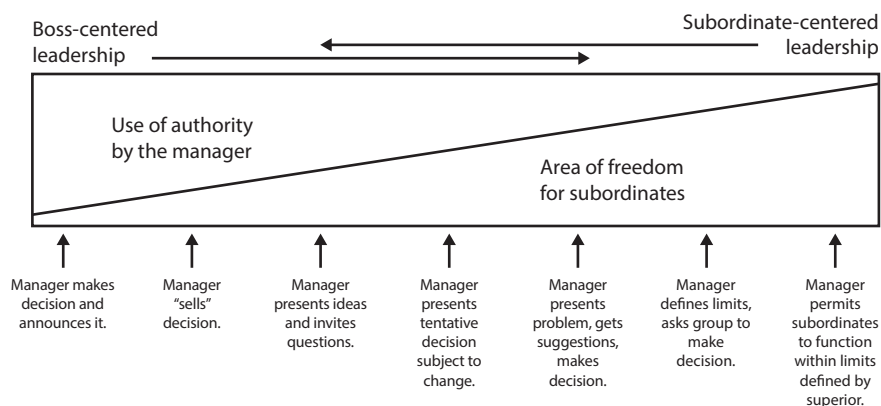 Boss-centered
leadership
Subordinate-centered
leadership
Use of authority
by the manager
Area of freedom
for subordinates
Manager makes
decision and
announces it.
Manager
“sells”
decision.
Manager
presents ideas
and invites
questions.
Manager
presents
tentative
decision
subject to
change.
Manager
presents
problem, gets
suggestions,
makes
decision.
Manager
defines limits,
asks group to
make
decision.
Manager
permits
subordinates
to function
within limits
defined by
superior.